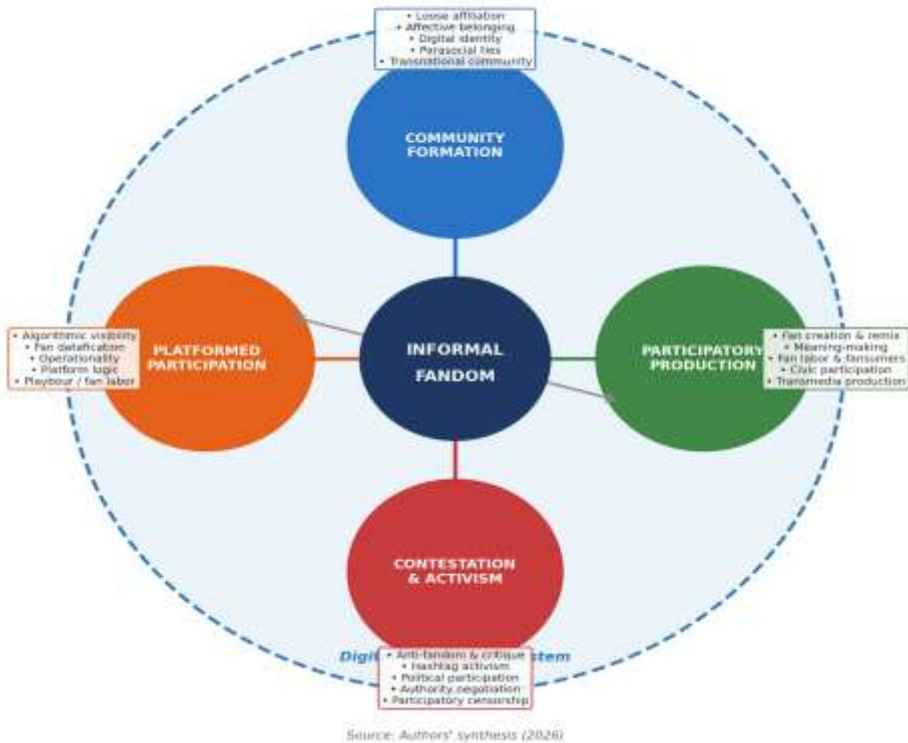 • Loose affiliation
• Affective belonging
• Digital identity
• Parasocial ties
• Transnational community
COMMUNITY
FORMATION
• Algorithmic visibility
• Fan datafication
• Operationality
• Platform logic
• Playbour / fan labor
PLATFORMED
PARTICIPATION
INFORMAL
FANDOM
PARTICIPATORY
PRODUCTION
• Fan creation & remix
• Meaning-making
• Fan labor & fansumers
• Civic participation
• Transmedia production
CONTESTATION
& ACTIVISM
• Anti-fandom & critique
• Hashtag activism
• Political participation
• Authority negotiation
• Participatory censorship
Source: Authors' synthesis (2026)